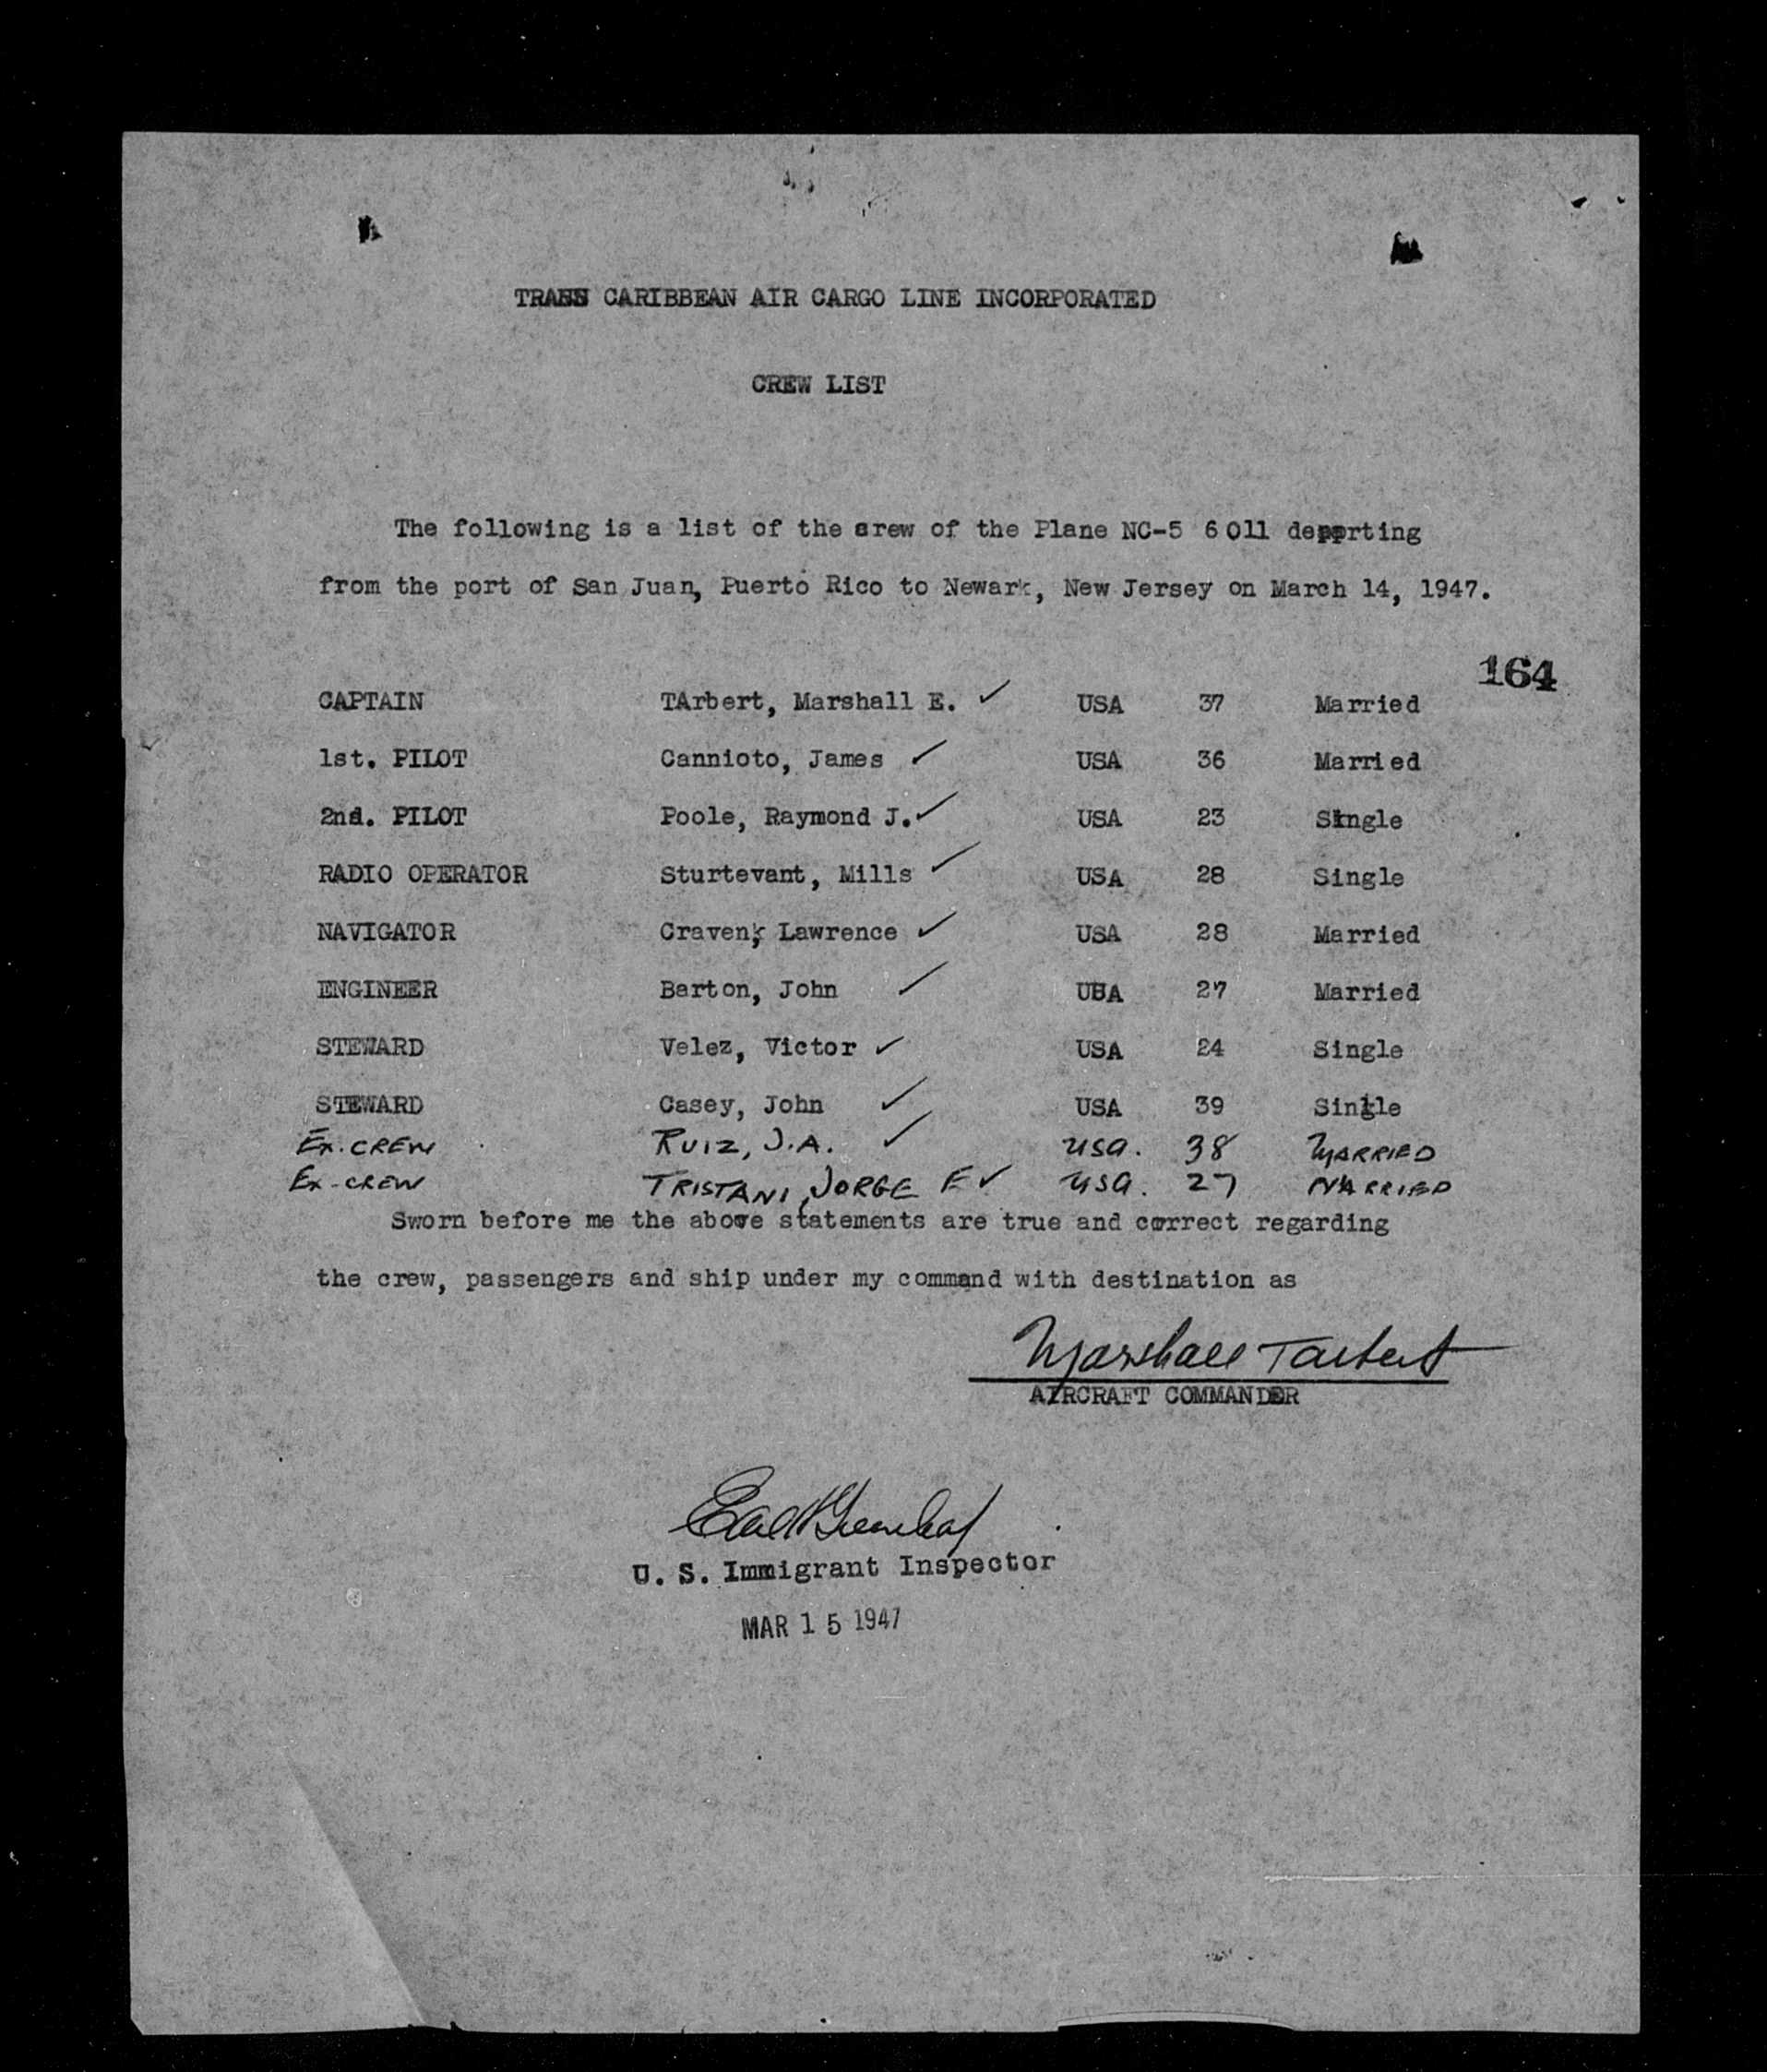 TRANS CARIBBEAN AIR CARGO LINE INCORPORATED
CREW LIST
The following is a list of the crew of the Plane NC-5 6011 departing
from the port of San Juan, Puerto Rico to Newark, New Jersey on March 14, 1947.
164
CAPTAIN TArbert, Marshall E. ✓ USA 37 Married
1st. PILOT Cannioto, James ✓ USA 36 Married
2nd. PILOT Poole, Raymond J. ✓ USA 23 Single
RADIO OPERATOR Sturtevant, Mills ✓ USA 28 Single
NAVIGATOR Craven, Lawrence ✓ USA 28 Married
ENGINEER Barton, John ✓ USA 27 Married
STEWARD Velez, Victor ✓ USA 24 Single
STEWARD Casey, John ✓ USA 39 Single
Ex. CREW RUIZ, J.A. ✓ USA. 38 MARRIED
Ex-CREW TRISTANI, JORGE E ✓ USA. 27 MARRIED
Sworn before me the above statements are true and correct regarding
the crew, passengers and ship under my command with destination as
Marshall Tarbert
AIRCRAFT COMMANDER
U. S. Immigrant Inspector
MAR 15 1947